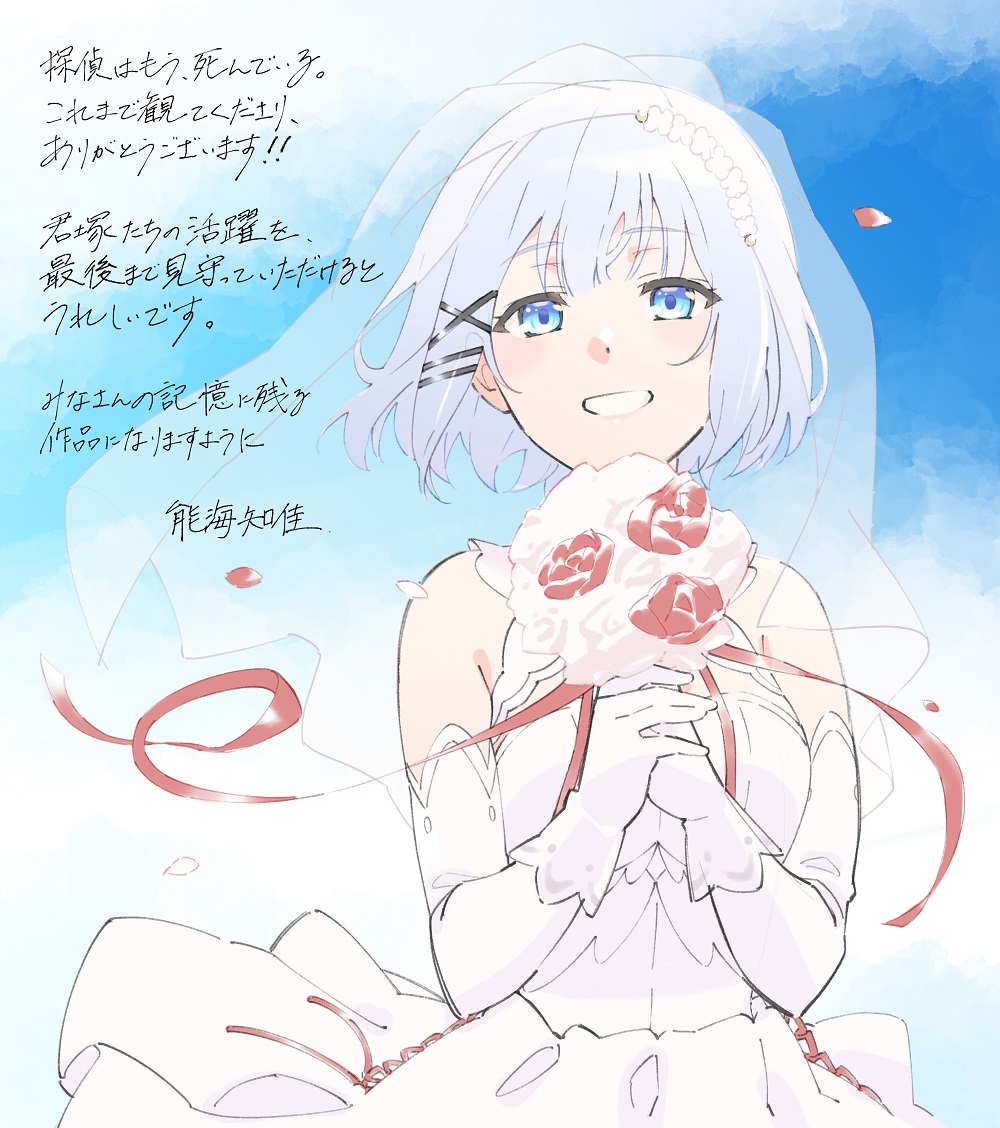 探偵はもう、死んでいる。
これまで観てくださり、
ありがとうございます!!
君塚たちの活躍を、
最後まで見守っていただけると
うれしいです。
みなさんの記憶に残る
作品になりますように
能海知佳